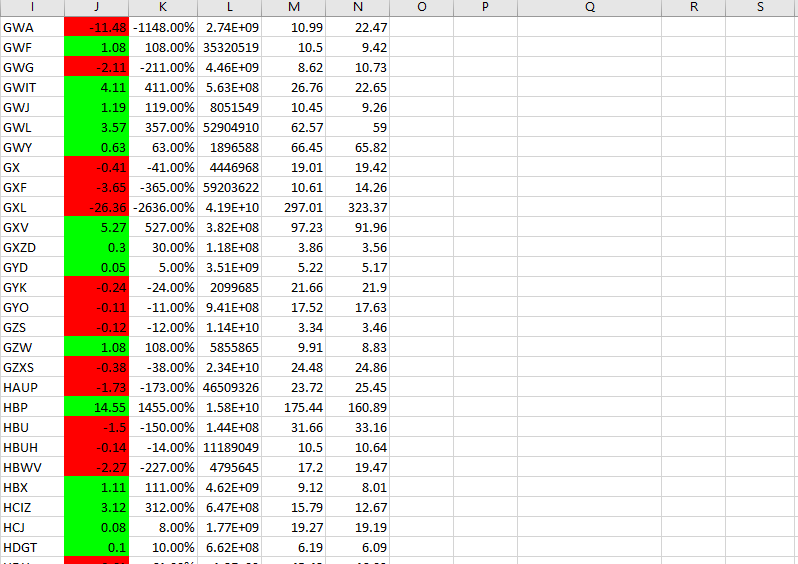 I J K L M N O P Q R S
GWA -11.48 -1148.00% 2.74E+09 10.99 22.47
GWF 1.08 108.00% 35320519 10.5 9.42
GWG -2.11 -211.00% 4.46E+09 8.62 10.73
GWIT 4.11 411.00% 5.63E+08 26.76 22.65
GWJ 1.19 119.00% 8051549 10.45 9.26
GWL 3.57 357.00% 52904910 62.57 59
GWY 0.63 63.00% 1896588 66.45 65.82
GX -0.41 -41.00% 4446968 19.01 19.42
GXF -3.65 -365.00% 59203622 10.61 14.26
GXL -26.36 -2636.00% 4.19E+10 297.01 323.37
GXV 5.27 527.00% 3.82E+08 97.23 91.96
GXZD 0.3 30.00% 1.18E+08 3.86 3.56
GYD 0.05 5.00% 3.51E+09 5.22 5.17
GYK -0.24 -24.00% 2099685 21.66 21.9
GYO -0.11 -11.00% 9.41E+08 17.52 17.63
GZS -0.12 -12.00% 1.14E+10 3.34 3.46
GZW 1.08 108.00% 5855865 9.91 8.83
GZXS -0.38 -38.00% 2.34E+10 24.48 24.86
HAUP -1.73 -173.00% 46509326 23.72 25.45
HBP 14.55 1455.00% 1.58E+10 175.44 160.89
HBU -1.5 -150.00% 1.44E+08 31.66 33.16
HBUH -0.14 -14.00% 11189049 10.5 10.64
HBWV -2.27 -227.00% 4795645 17.2 19.47
HBX 1.11 111.00% 4.62E+09 9.12 8.01
HCIZ 3.12 312.00% 6.47E+08 15.79 12.67
HCJ 0.08 8.00% 1.77E+09 19.27 19.19
HDGT 0.1 10.00% 6.62E+08 6.19 6.09